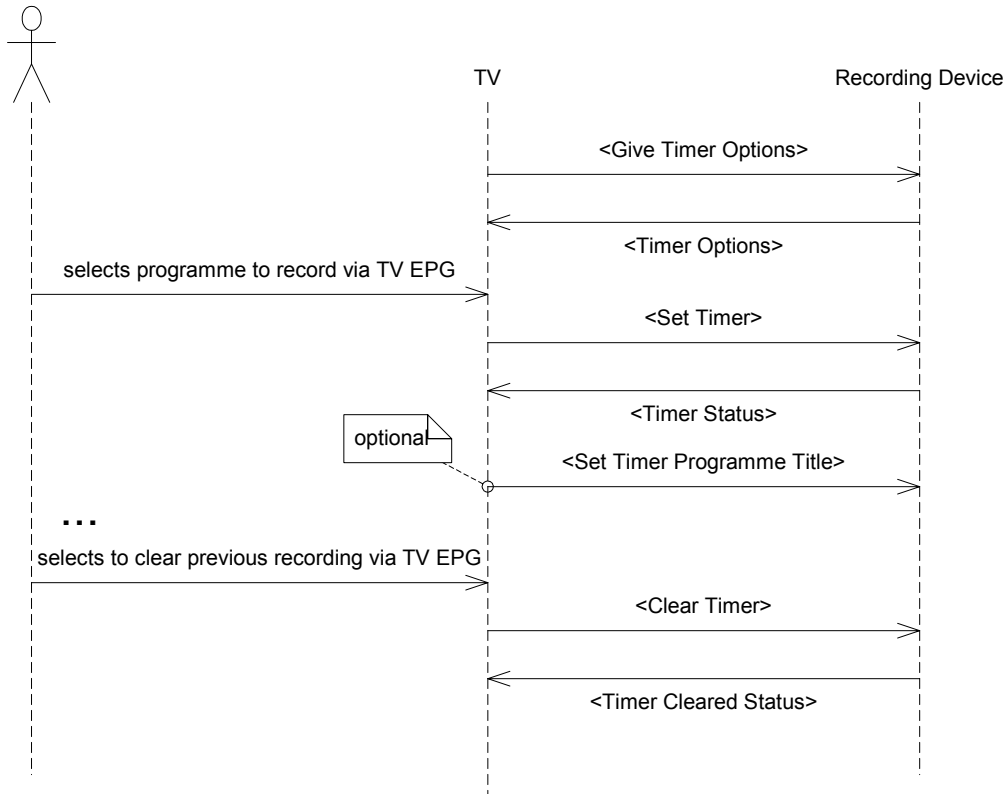 TV
Recording Device
<Give Timer Options>
<Timer Options>
selects programme to record via TV EPG
<Set Timer>
<Timer Status>
optional
<Set Timer Programme Title>
...
selects to clear previous recording via TV EPG
<Clear Timer>
<Timer Cleared Status>